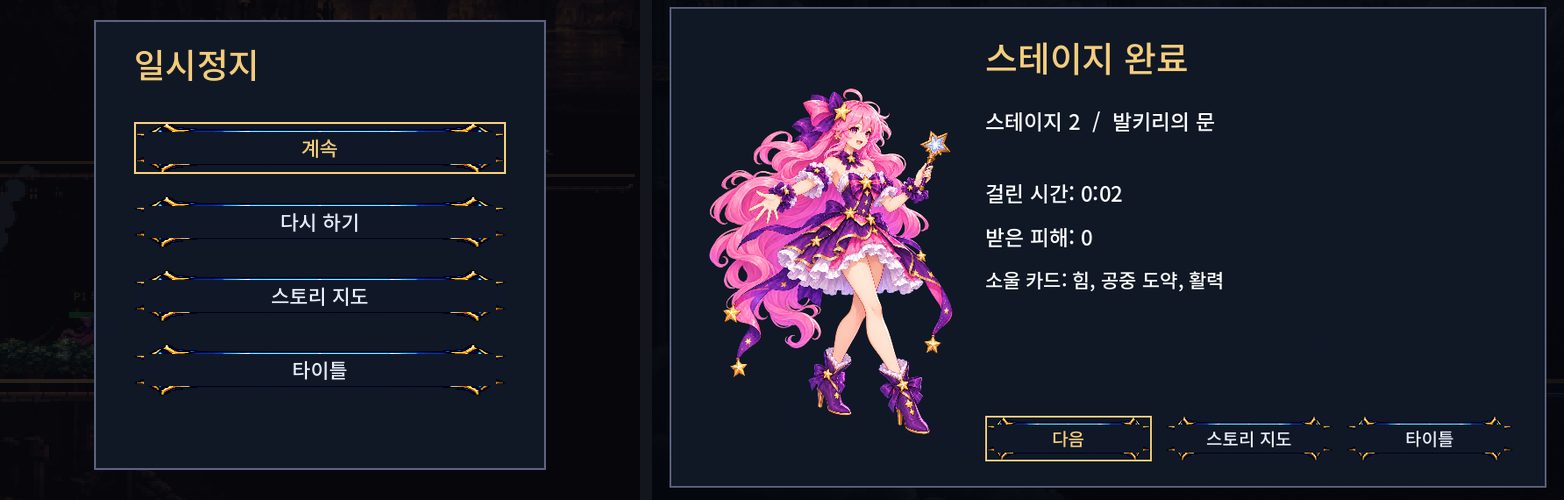 일시정지
계속
다시 하기
스토리 지도
타이틀
스테이지 완료
스테이지 2 / 발키리의 문
걸린 시간: 0:02
받은 피해: 0
소울 카드: 힘, 공중 도약, 활력
다음
스토리 지도
타이틀